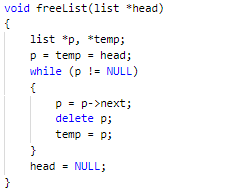 void freeList(list *head)
{
    list *p, *temp;
    p = temp = head;
    while (p != NULL)
    {
        p = p->next;
        delete p;
        temp = p;
    }
    head = NULL;
}